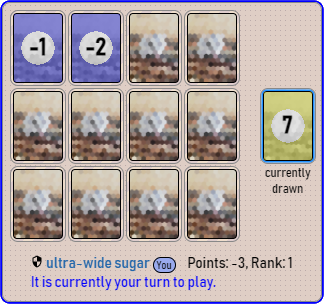 -1 -2
7
currently
drawn
ultra-wide sugar You Points: -3, Rank: 1
It is currently your turn to play.